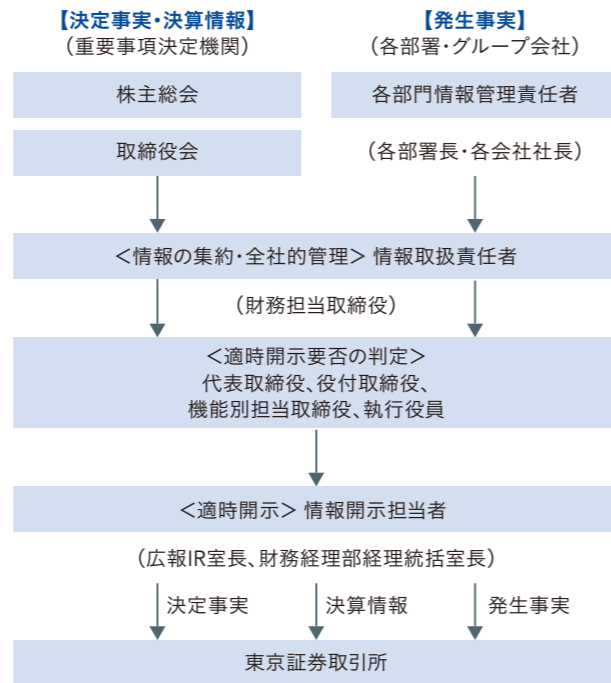 【決定事実・決算情報】
（重要事項決定機関）
株主総会
取締役会
【発生事実】
（各部署・グループ会社）
各部門情報管理責任者
（各部署長・各会社社長）
＜情報の集約・全社的管理＞ 情報取扱責任者
（財務担当取締役）
＜適時開示要否の判定＞
代表取締役、役付取締役、
機能別担当取締役、執行役員
＜適時開示＞ 情報開示担当者
（広報IR室長、財務経理部経理統括室長）
決定事実
決算情報
発生事実
東京証券取引所